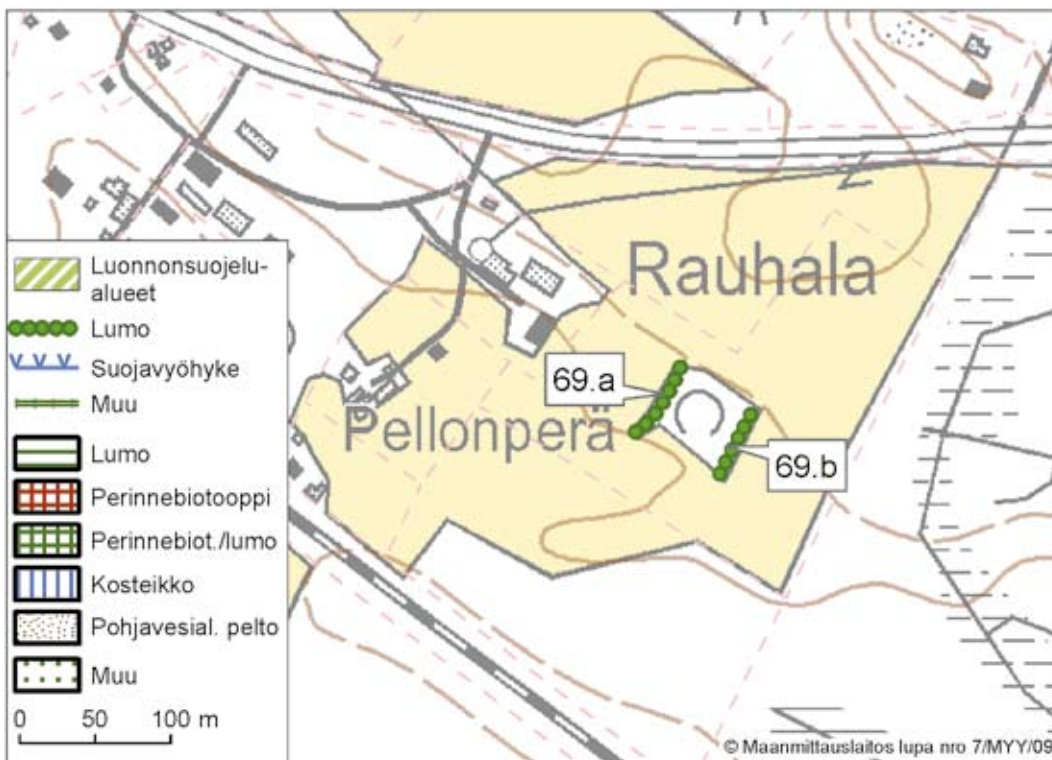 Rauhala
69.a
Pellonperä
69.b
Luonnonsuojelu-
alueet
Lumo
Suojavyöhyke
Muu
Lumo
Perinnebiotooppi
Perinnebiot./lumo
Kosteikko
Pohjavesial. pelto
Muu
0 50 100 m
© Maanmittauslaitos lupa nro 7/MYY/09